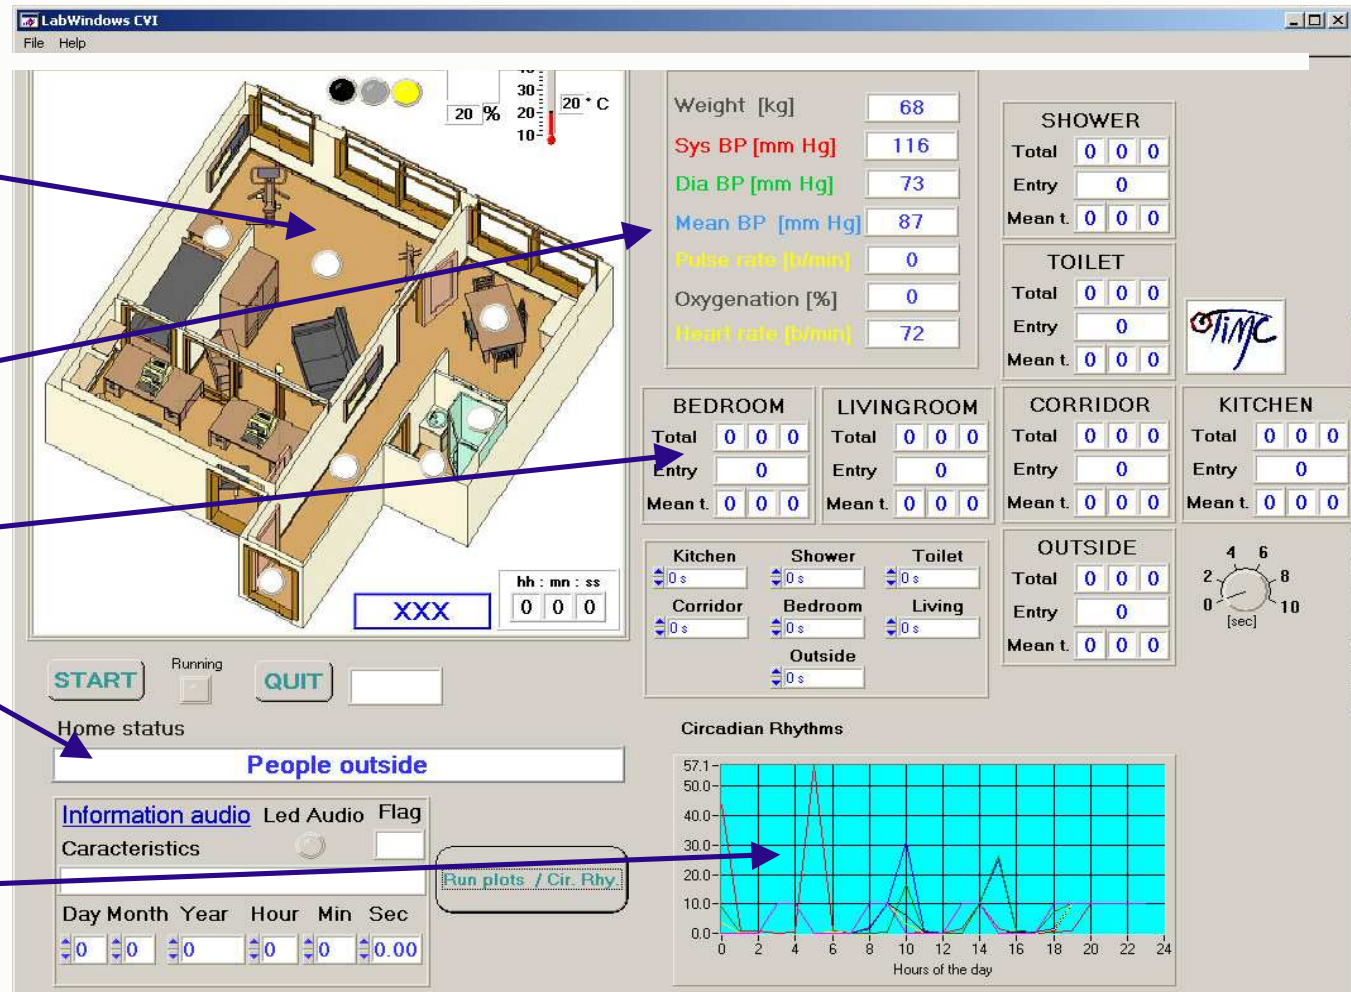 LabWindows CVI
File Help
30
20
10
20 %
20 ° C
hh : mn : ss
0 0 0
XXX
START
Running
QUIT
Home status
People outside
Information audio Led Audio Flag
Caracteristics
Day Month Year Hour Min Sec
0 0 0 0 0 0.00
Run plots / Cir. Rhy.
Weight [kg] 68
Sys BP [mm Hg] 116
Dia BP [mm Hg] 73
Mean BP [mm Hg] 87
Pulse rate [b/min] 0
Oxygenation [%] 0
Heart rate [b/min] 72
SHOWER
Total 0 0 0
Entry 0
Mean t. 0 0 0
TOILET
Total 0 0 0
Entry 0
Mean t. 0 0 0
TIMC
BEDROOM
Total 0 0 0
Entry 0
Mean t. 0 0 0
LIVINGROOM
Total 0 0 0
Entry 0
Mean t. 0 0 0
CORRIDOR
Total 0 0 0
Entry 0
Mean t. 0 0 0
KITCHEN
Total 0 0 0
Entry 0
Mean t. 0 0 0
Kitchen Shower Toilet
0 s 0 s 0 s
Corridor Bedroom Living
0 s 0 s 0 s
Outside
0 s
OUTSIDE
Total 0 0 0
Entry 0
Mean t. 0 0 0
4 6
2 8
0 10
[sec]
Circadian Rhythms
57.1
50.0
40.0
30.0
20.0
10.0
0.0
0 2 4 6 8 10 12 14 16 18 20 22 24
Hours of the day